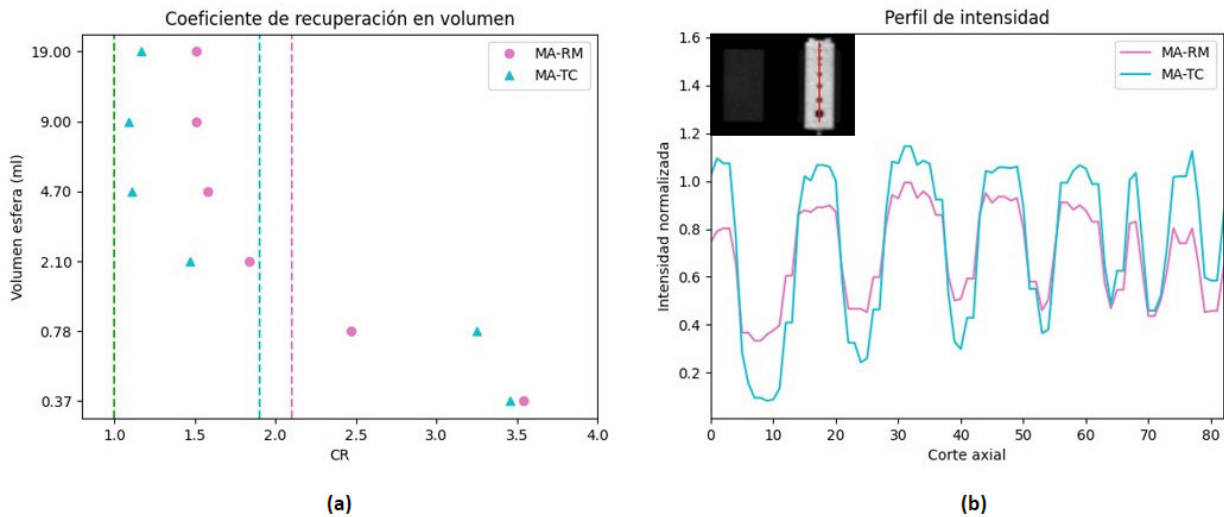 Coeficiente de recuperación en volumen
MA-RM
MA-TC
Volumen esfera (ml)
19.00
9.00
4.70
2.10
0.78
0.37
1.0 1.5 2.0 2.5 3.0 3.5 4.0
CR
(a)
Perfil de intensidad
MA-RM
MA-TC
Intensidad normalizada
1.6
1.4
1.2
1.0
0.8
0.6
0.4
0.2
0 10 20 30 40 50 60 70 80
Corte axial
(b)